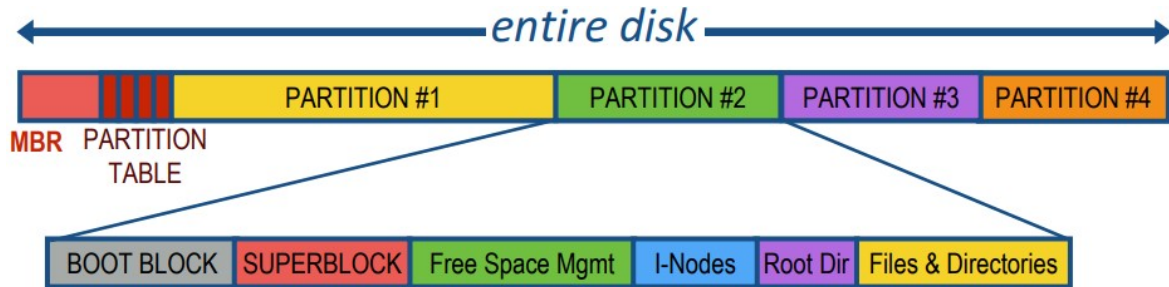 entire disk
PARTITION #1 PARTITION #2 PARTITION #3 PARTITION #4
MBR PARTITION
TABLE
BOOT BLOCK SUPERBLOCK Free Space Mgmt I-Nodes Root Dir Files & Directories